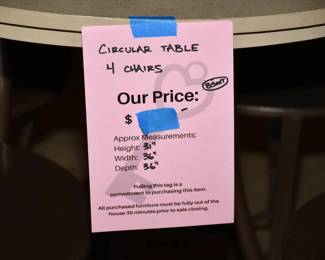 CIRCULAR TABLE
4 CHAIRS
BSMT
Our Price:
$ -
Approx Measurements:
Height: 31"
Width: 36"
Depth: 36"
Pulling this tag is a
commitment to purchasing this item.
All purchased furniture must be fully out of the
house 30 minutes prior to sale closing.